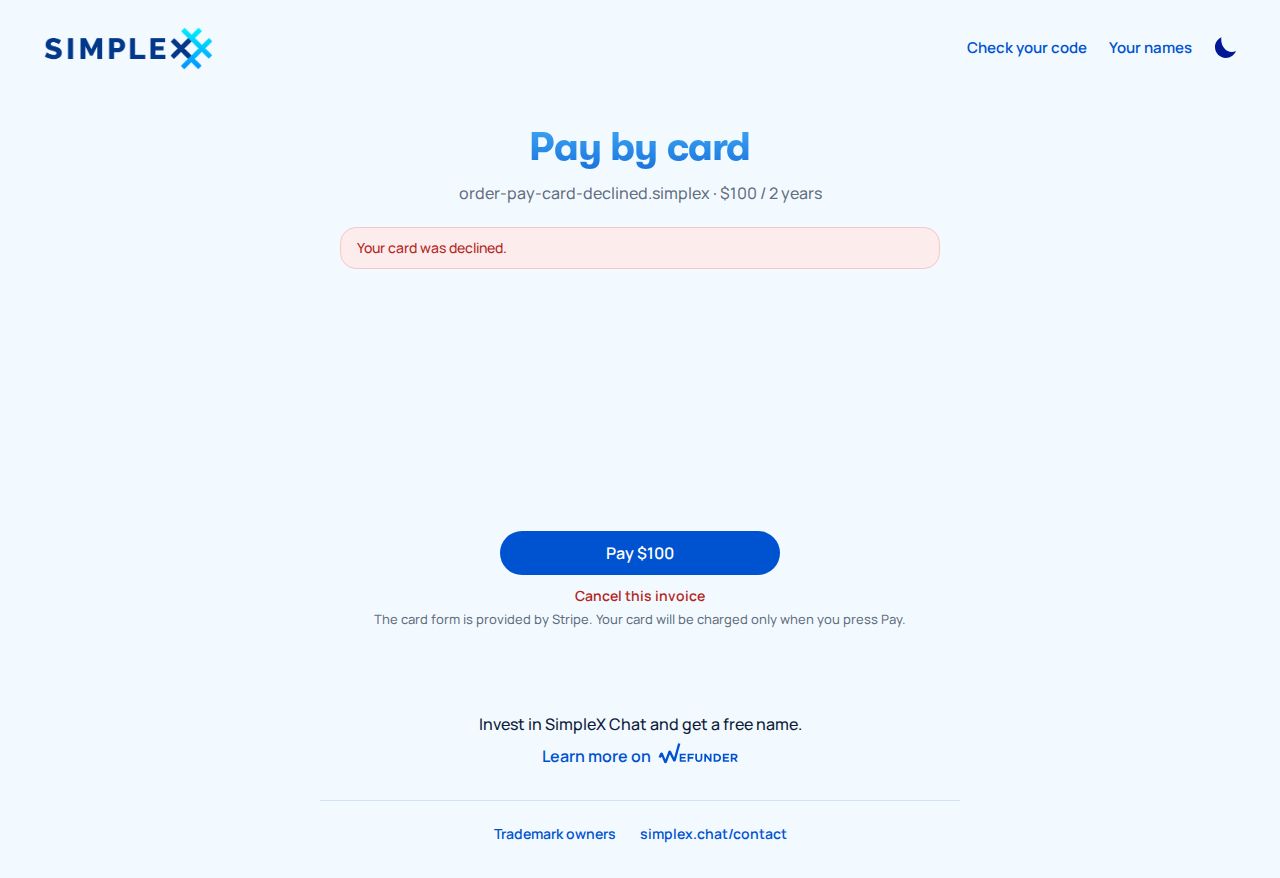 SIMPLEX
Check your code
Your names
Pay by card
order-pay-card-declined.simplex · $100 / 2 years
Your card was declined.
Pay $100
Cancel this invoice
The card form is provided by Stripe. Your card will be charged only when you press Pay.
Invest in SimpleX Chat and get a free name.
Learn more on WEFUNDER
Trademark owners
simplex.chat/contact